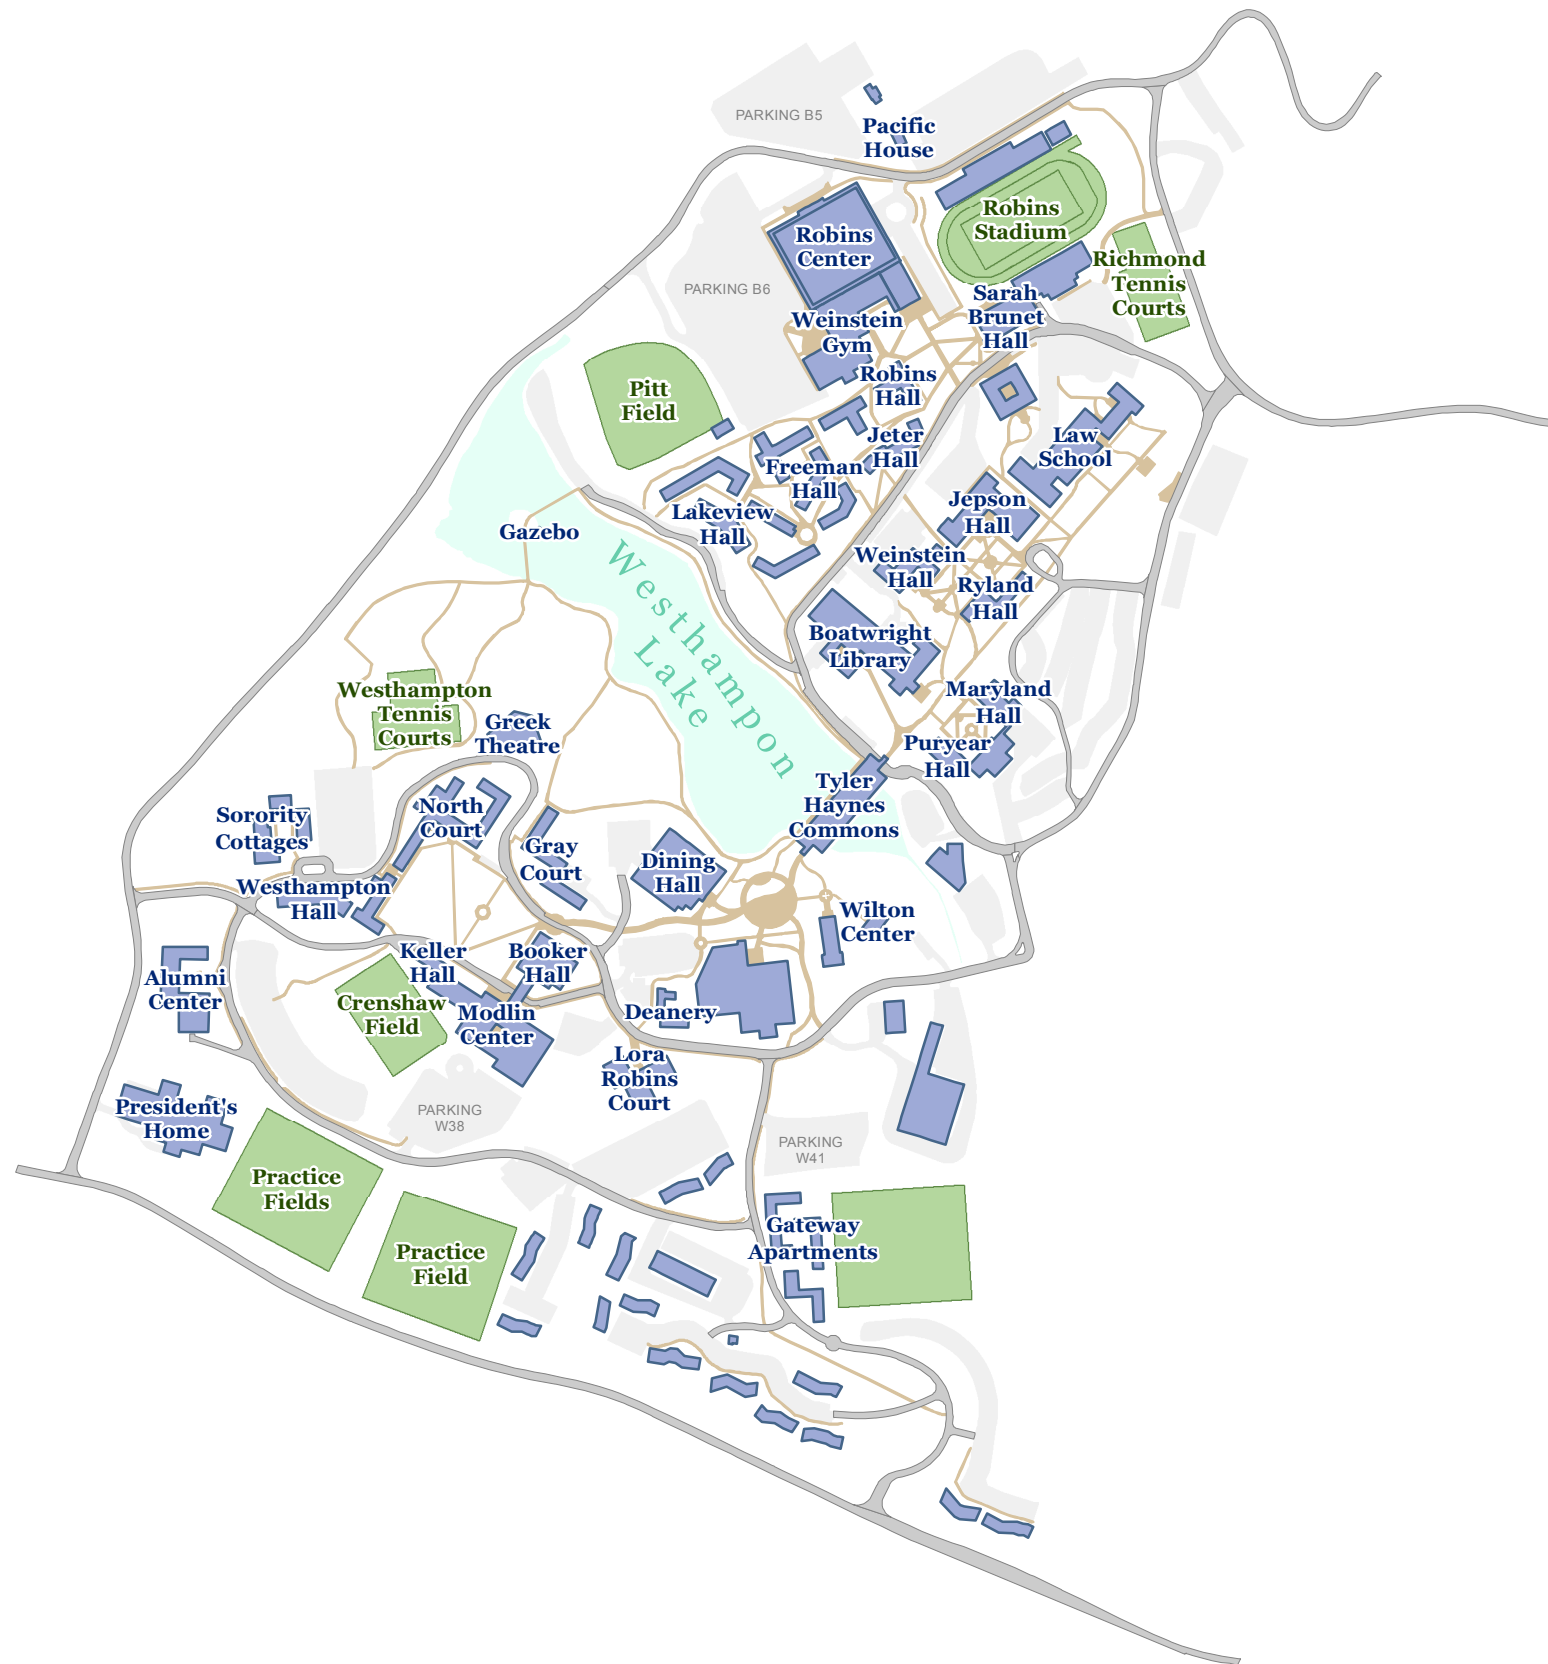 PARKING B5
Pacific
House
Robins
Stadium
Robins
Center
Richmond
Tennis
Courts
PARKING B6
Sarah
Brunet
Hall
Weinstein
Gym
Robins
Hall
Pitt
Field
Jeter
Hall
Law
School
Freeman
Hall
Jepson
Hall
Lakeview
Hall
Gazebo
Weinstein
Hall
Ryland
Hall
Westhampon
Lake
Boatwright
Library
Westhampton
Tennis
Courts
Maryland
Hall
Greek
Theatre
Puryear
Hall
Tyler
Haynes
Commons
North
Court
Sorority
Cottages
Gray
Court
Dining
Hall
Westhampton
Hall
Wilton
Center
Keller
Hall
Booker
Hall
Alumni
Center
Crenshaw
Field
Modlin
Center
Deanery
Lora
Robins
Court
President's
Home
PARKING
W38
PARKING
W41
Practice
Fields
Gateway
Apartments
Practice
Field